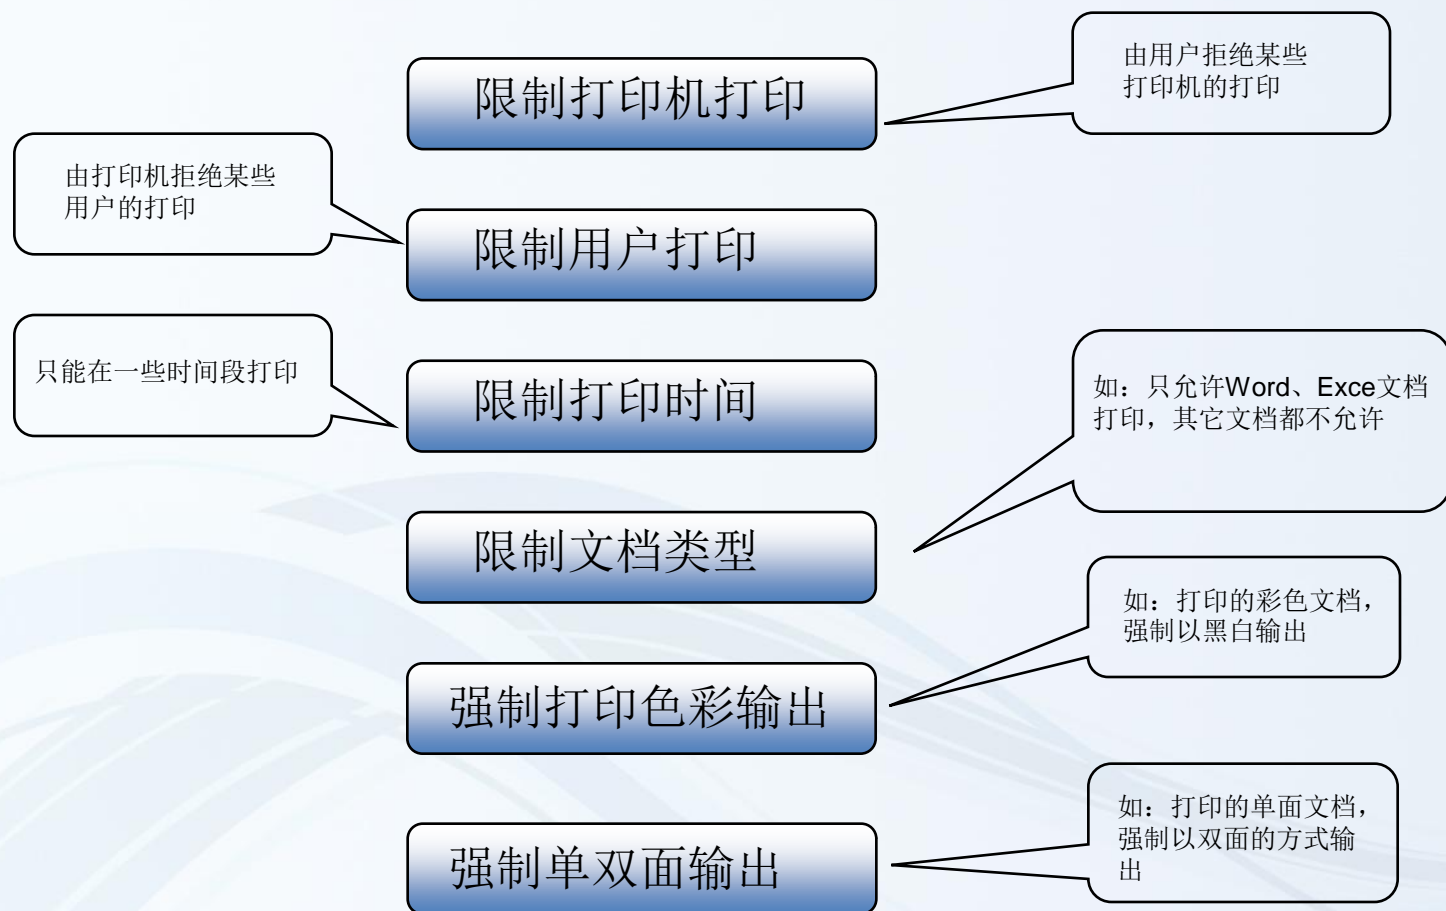 限制打印机打印
由用户拒绝某些
打印机的打印
由打印机拒绝某些
用户的打印
限制用户打印
只能在一些时间段打印
限制打印时间
如：只允许Word、Exce文档
打印，其它文档都不允许
限制文档类型
如：打印的彩色文档，
强制以黑白输出
强制打印色彩输出
如：打印的单面文档，
强制以双面的方式输
出
强制单双面输出